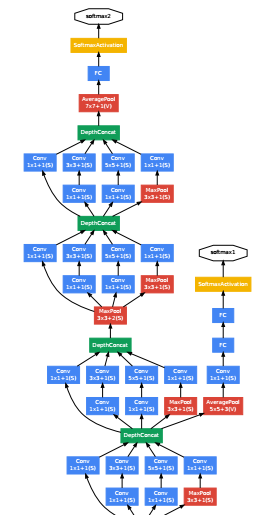 softmax2
SoftmaxActivation
FC
AveragePool
7x7+1(V)
DepthConcat
Conv
1x1+1(S)
Conv
3x3+1(S)
Conv
5x5+1(S)
Conv
1x1+1(S)
Conv
1x1+1(S)
Conv
1x1+1(S)
MaxPool
3x3+1(S)
DepthConcat
Conv
1x1+1(S)
Conv
3x3+1(S)
Conv
5x5+1(S)
Conv
1x1+1(S)
softmax1
Conv
1x1+1(S)
Conv
1x1+1(S)
MaxPool
3x3+1(S)
SoftmaxActivation
MaxPool
3x3+2(S)
FC
DepthConcat
FC
Conv
1x1+1(S)
Conv
3x3+1(S)
Conv
5x5+1(S)
Conv
1x1+1(S)
Conv
1x1+1(S)
Conv
1x1+1(S)
Conv
1x1+1(S)
MaxPool
3x3+1(S)
AveragePool
5x5+3(V)
DepthConcat
Conv
1x1+1(S)
Conv
3x3+1(S)
Conv
5x5+1(S)
Conv
1x1+1(S)
Conv
1x1+1(S)
Conv
1x1+1(S)
MaxPool
3x3+1(S)